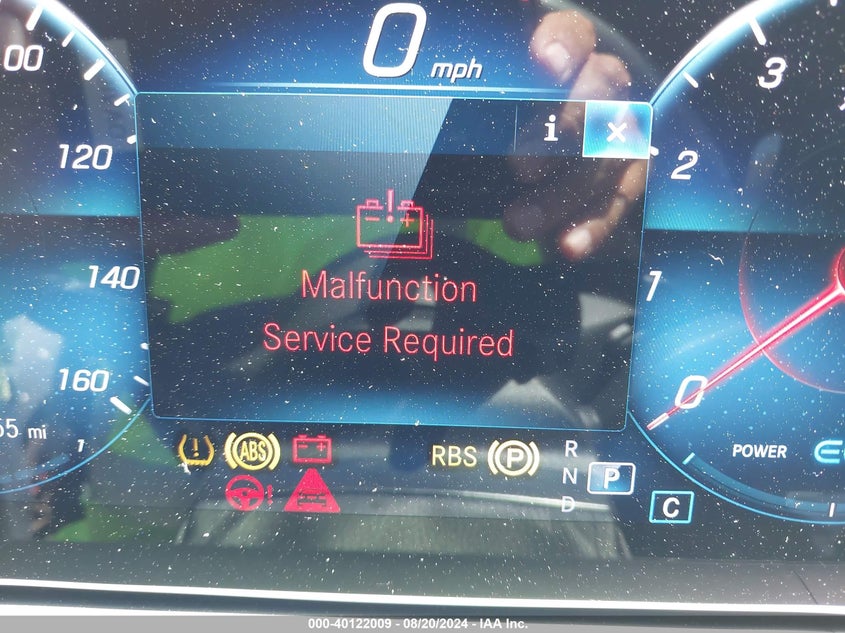 0 mph
00
3
120
i ×
2
140
Malfunction
1
Service Required
160
0
55 mi
ABS
RBS
P
R
N P
D
POWER
C
000-40122009 - 08/20/2024 - IAA Inc.